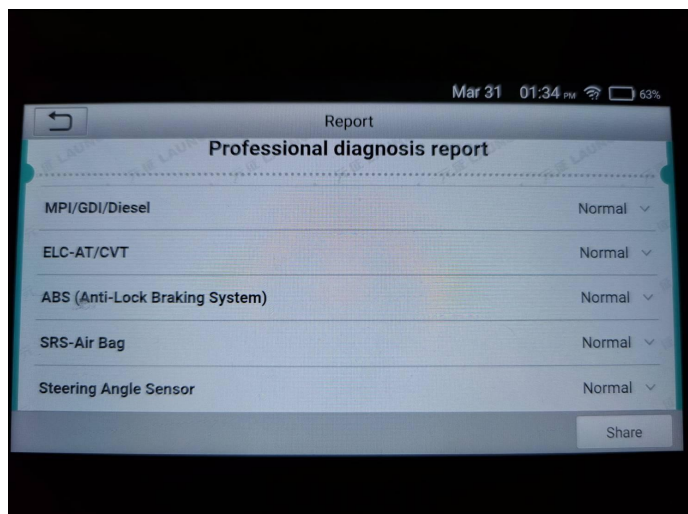 Mar 31 01:34 PM 63%
Report
Professional diagnosis report
MPI/GDI/Diesel Normal
ELC-AT/CVT Normal
ABS (Anti-Lock Braking System) Normal
SRS-Air Bag Normal
Steering Angle Sensor Normal
Share